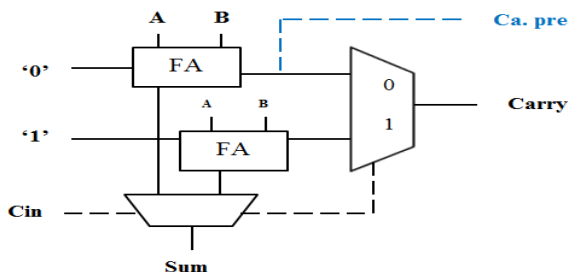 A B Ca. pre
‘0’ FA
0
A B Carry
‘1’ 1
FA
Cin
Sum